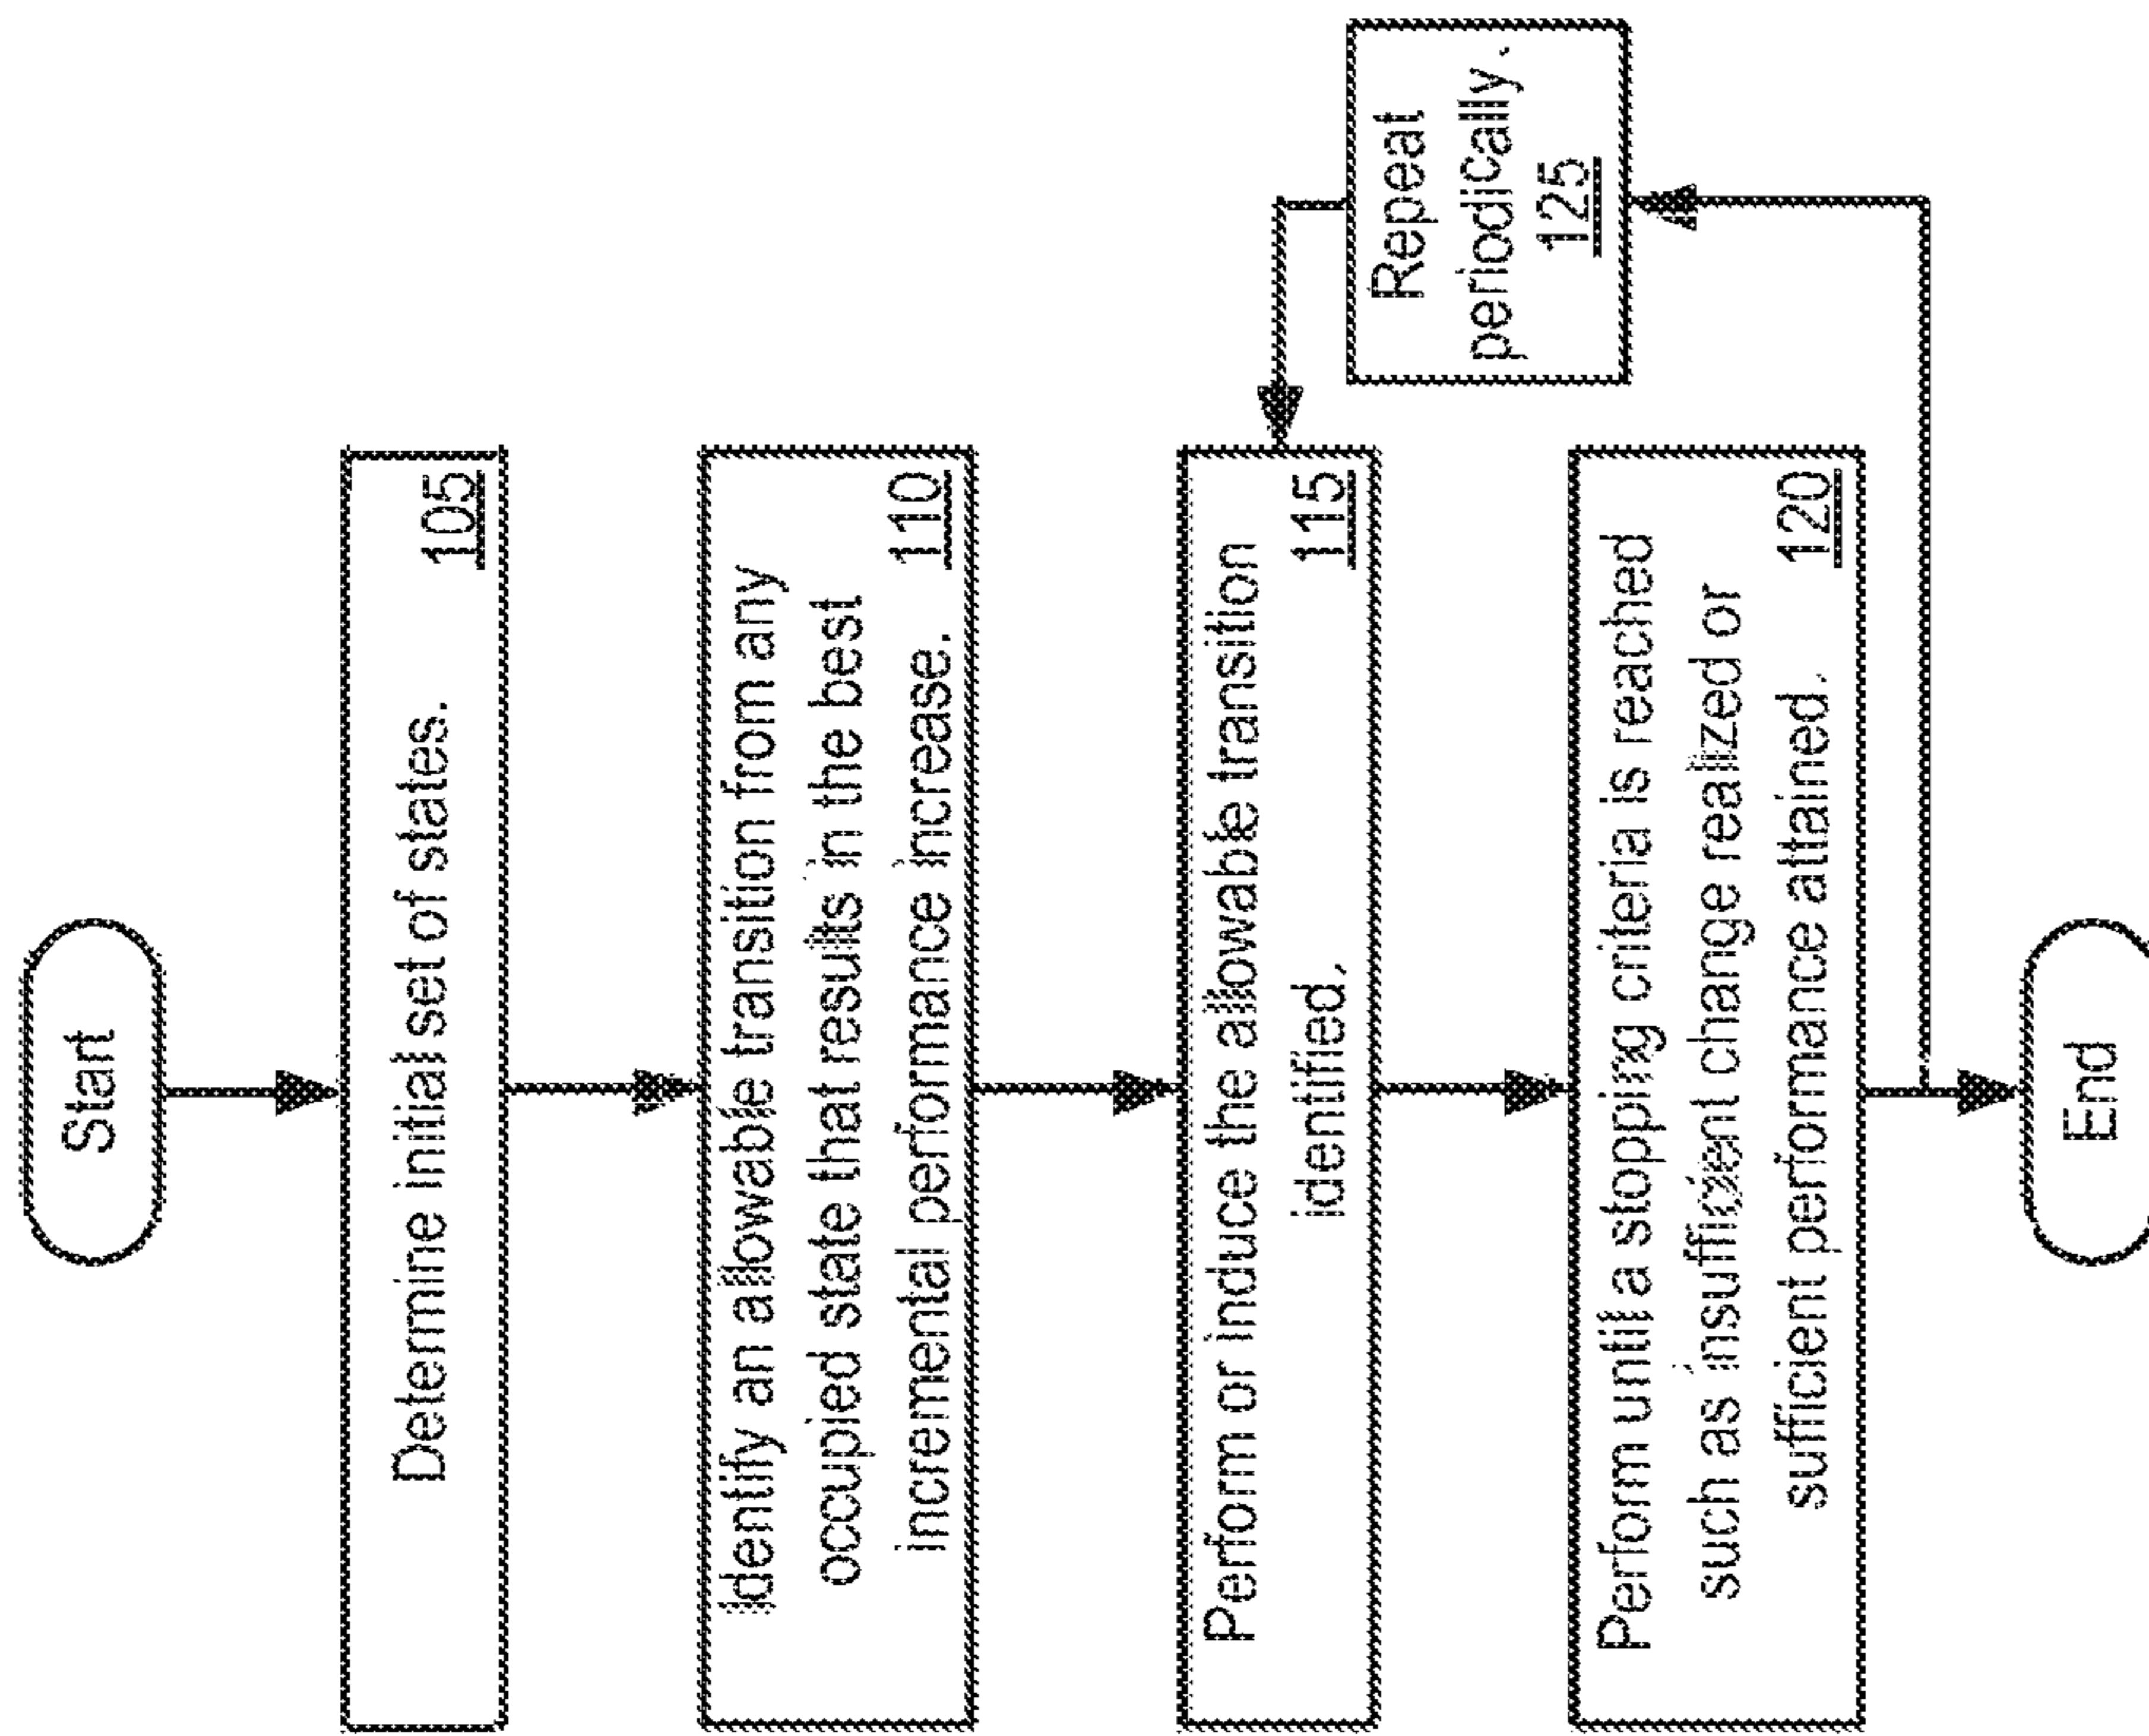 Start
Determine initial set of states.
105
Identify an allowable transition from any
occupied state that results in the best
incremental performance increase. 110
Perform or induce the allowable transition
identified.
115
Perform until a stopping criteria is reached
such as insufficient change realized or
sufficient performance attained. 120
Repeat
periodically.
125
End